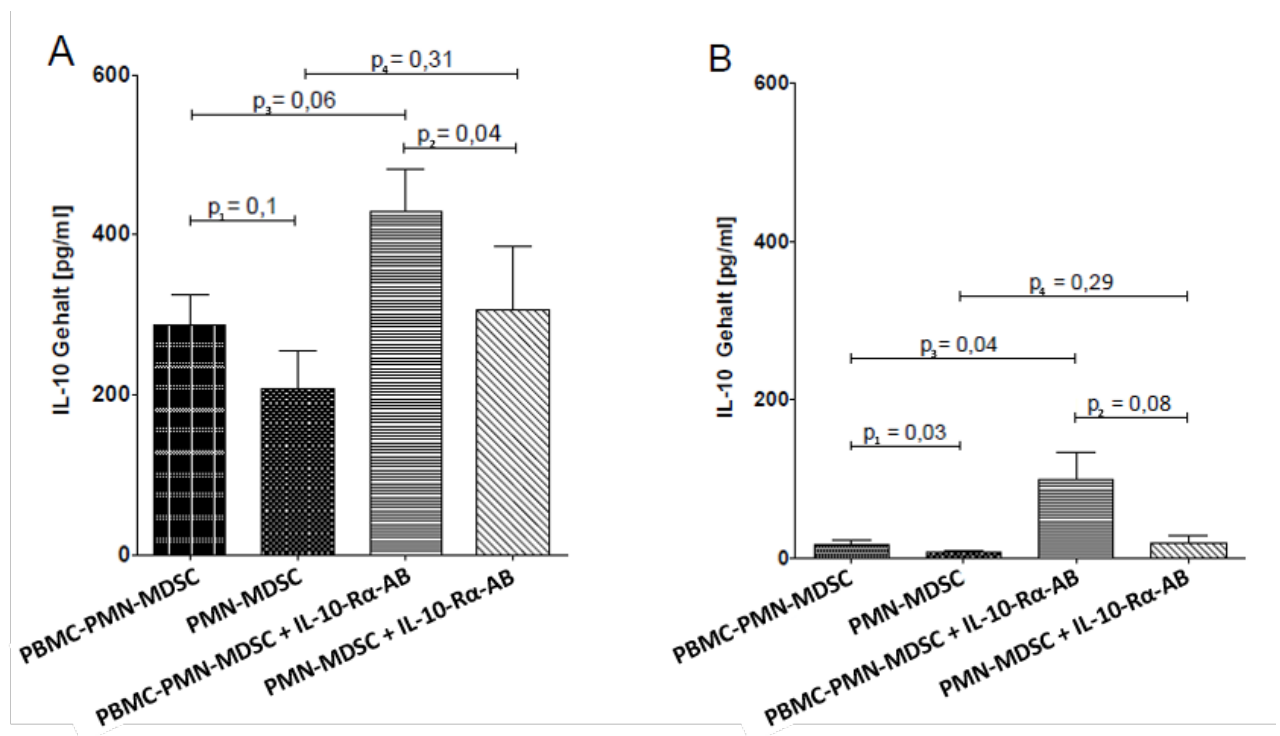 A
600
400
200
0
IL-10 Gehalt [pg/ml]
p₄= 0,31
p₃= 0,06
p₂= 0,04
p₁= 0,1
PBMC-PMN-MDSC
PMN-MDSC
PBMC-PMN-MDSC + IL-10-Rα-AB
PMN-MDSC + IL-10-Rα-AB
B
600
400
200
0
IL-10 Gehalt [pg/ml]
p₄ = 0,29
p₃ = 0,04
p₂ = 0,08
p₁ = 0,03
PBMC-PMN-MDSC
PMN-MDSC
PBMC-PMN-MDSC + IL-10-Rα-AB
PMN-MDSC + IL-10-Rα-AB